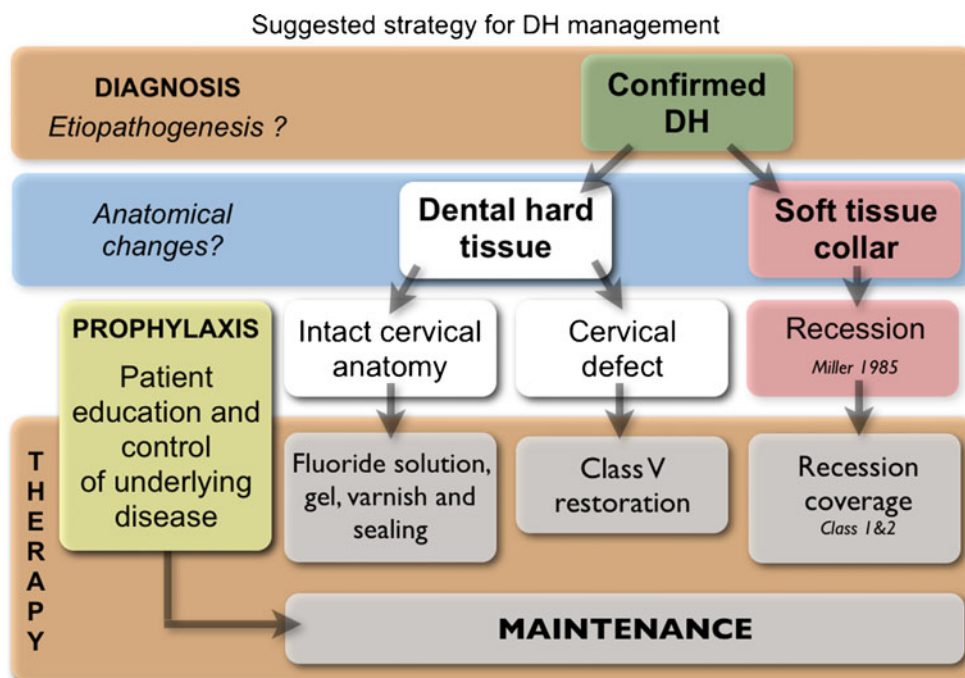 Suggested strategy for DH management
DIAGNOSIS
Etiopathogenesis ?
Confirmed
DH
Anatomical
changes?
Dental hard
tissue
Soft tissue
collar
PROPHYLAXIS
Patient
education and
control
of underlying
disease
Intact cervical
anatomy
Cervical
defect
Recession
Miller 1985
THERAPY
Fluoride solution,
gel, varnish and
sealing
Class V
restoration
Recession
coverage
Class 1&2
MAINTENANCE